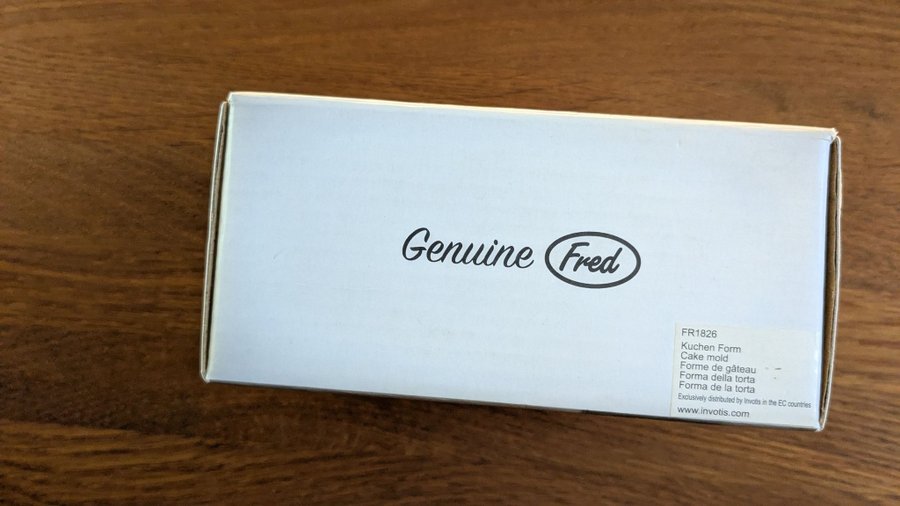 Genuine Fred
FR1826
Kuchen Form
Cake mold
Forme de gâteau
Forma della torta
Forma de la torta
Exclusively distributed by Invotis in the EC countries
www.invotis.com